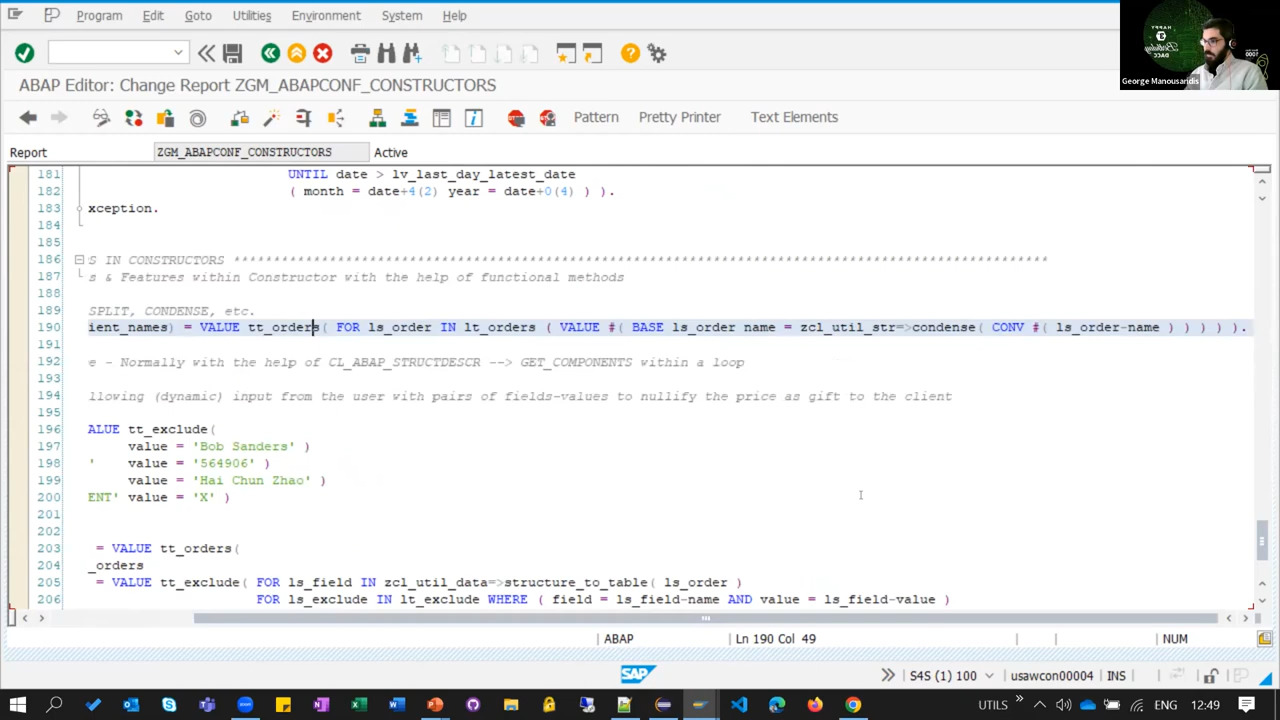 Program Edit Goto Utilities Environment System Help
HAPPY
Birthday
DACC
George Manousaridis
ABAP Editor: Change Report ZGM_ABAPCONF_CONSTRUCTORS
Pattern Pretty Printer Text Elements
Report ZGM_ABAPCONF_CONSTRUCTORS Active
181 UNTIL date > lv_last_day_latest_date
182 ( month = date+4(2) year = date+0(4) ) ).
183 xception.
184
185
186 S IN CONSTRUCTORS ******************************************************************************************************
187 s & Features within Constructor with the help of functional methods
188
189 SPLIT, CONDENSE, etc.
190 ient_names) = VALUE tt_orders( FOR ls_order IN lt_orders ( VALUE #( BASE ls_order name = zcl_util_str=>condense( CONV #( ls_order-name ) ) ) ) ).
191
192 e - Normally with the help of CL_ABAP_STRUCTDESCR --> GET_COMPONENTS within a loop
193
194 llowing (dynamic) input from the user with pairs of fields-values to nullify the price as gift to the client
195
196 ALUE tt_exclude(
197 value = 'Bob Sanders' )
198 ' value = '564906' )
199 value = 'Hai Chun Zhao' )
200 ENT' value = 'X' )
201
202
203 = VALUE tt_orders(
204 _orders
205 = VALUE tt_exclude( FOR ls_field IN zcl_util_data=>structure_to_table( ls_order )
206 FOR ls_exclude IN lt_exclude WHERE ( field = ls_field-name AND value = ls_field-value )
ABAP Ln 190 Col 49 NUM
SAP S4S (1) 100 usawcon00004 INS
UTILS ENG 12:49